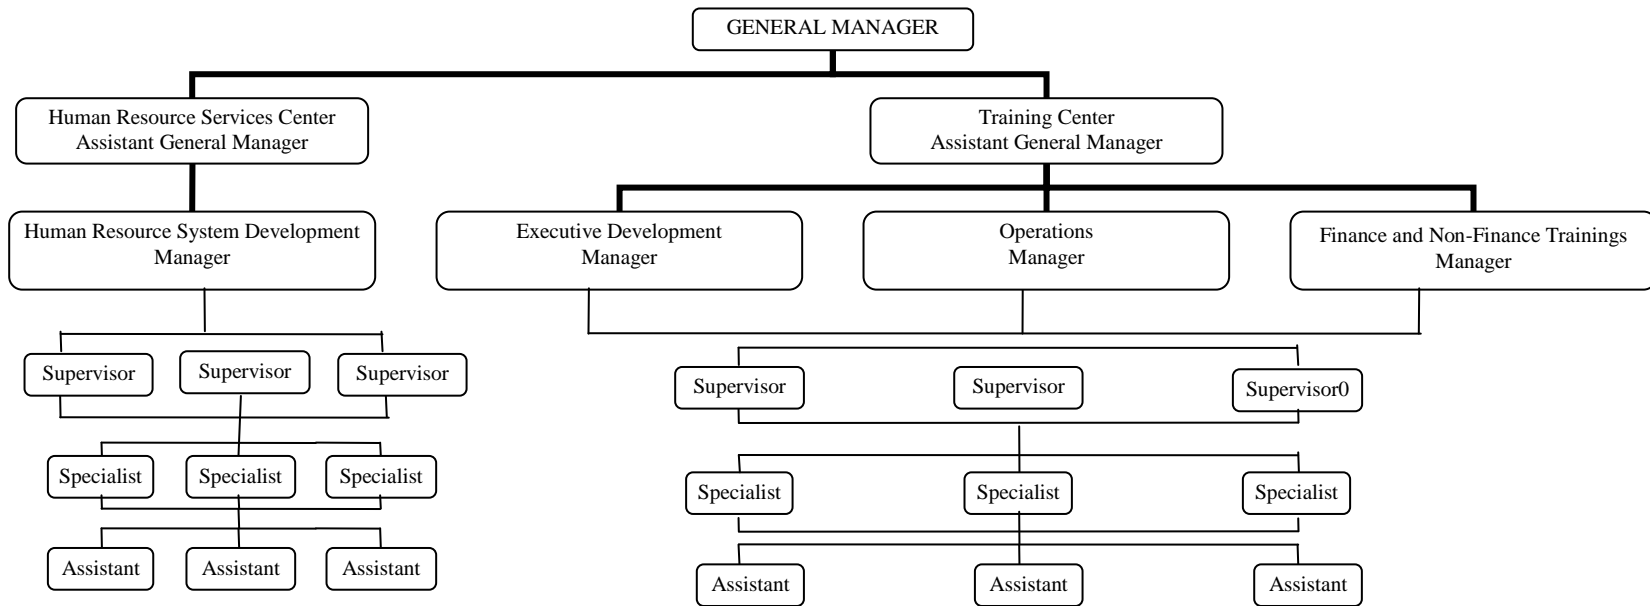 GENERAL MANAGER
Human Resource Services Center
Assistant General Manager
Training Center
Assistant General Manager
Human Resource System Development
Manager
Executive Development
Manager
Operations
Manager
Finance and Non-Finance Trainings
Manager
Supervisor
Supervisor
Supervisor
Supervisor
Supervisor
Supervisor0
Specialist
Specialist
Specialist
Specialist
Specialist
Specialist
Assistant
Assistant
Assistant
Assistant
Assistant
Assistant